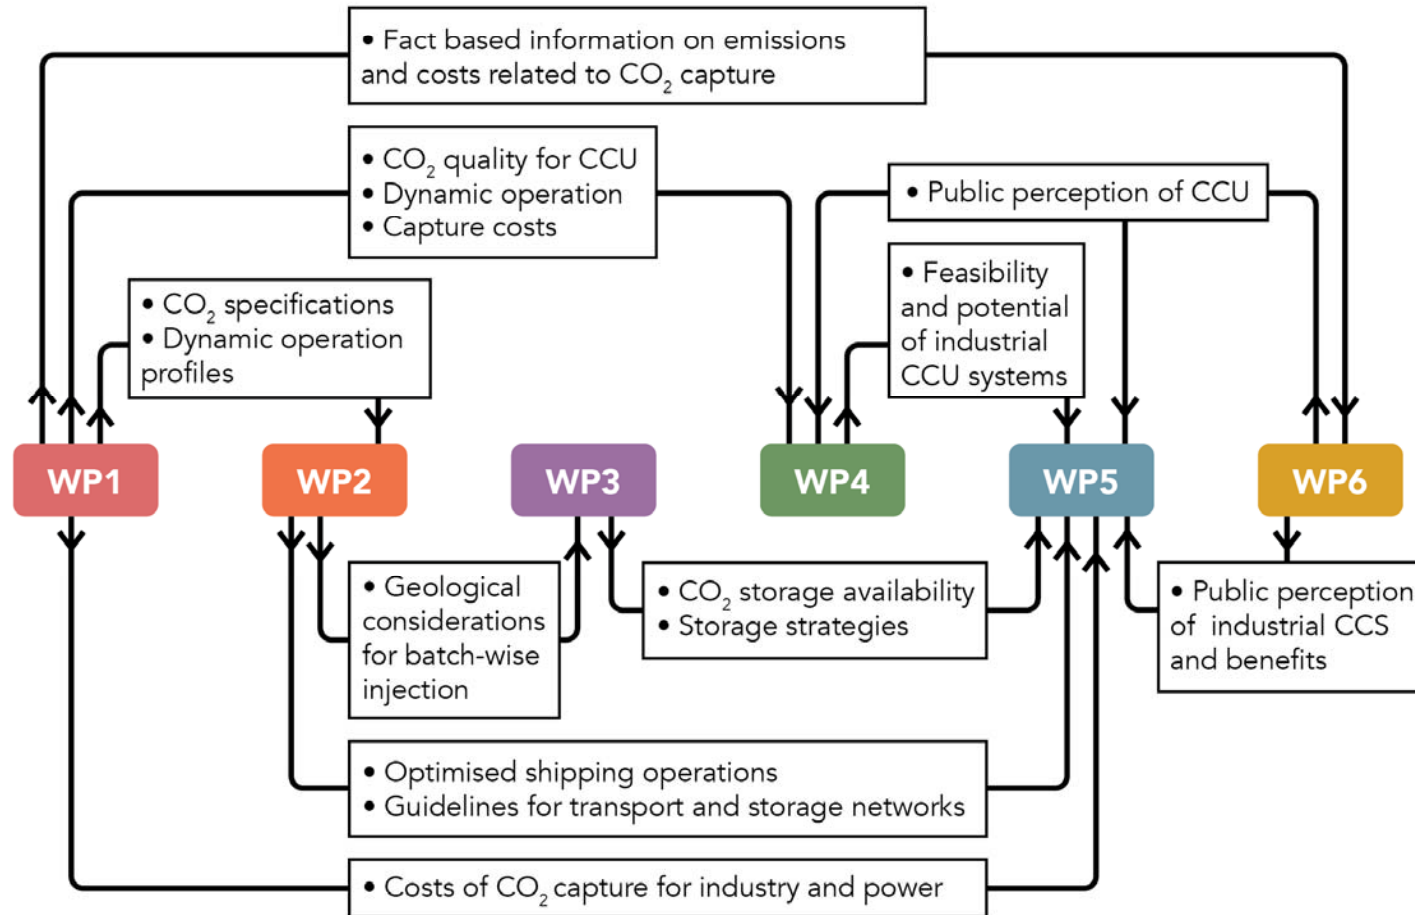 • Fact based information on emissions
and costs related to CO₂ capture
• CO₂ quality for CCU
• Dynamic operation
• Capture costs
• Public perception of CCU
• Feasibility
and potential
of industrial
CCU systems
• CO₂ specifications
• Dynamic operation
profiles
WP1
WP2
WP3
WP4
WP5
WP6
• Geological
considerations
for batch-wise
injection
• CO₂ storage availability
• Storage strategies
• Public perception
of industrial CCS
and benefits
• Optimised shipping operations
• Guidelines for transport and storage networks
• Costs of CO₂ capture for industry and power